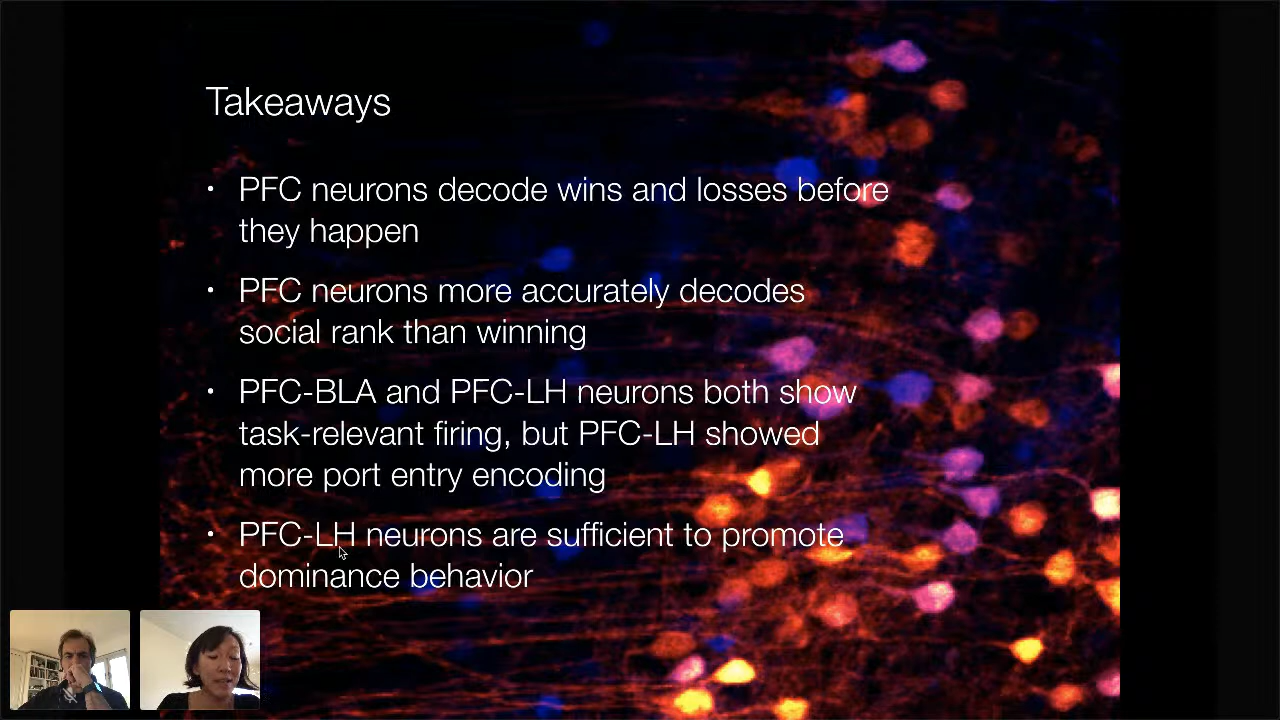 Takeaways
• PFC neurons decode wins and losses before
they happen
• PFC neurons more accurately decodes
social rank than winning
• PFC-BLA and PFC-LH neurons both show
task-relevant firing, but PFC-LH showed
more port entry encoding
• PFC-LH neurons are sufficient to promote
dominance behavior